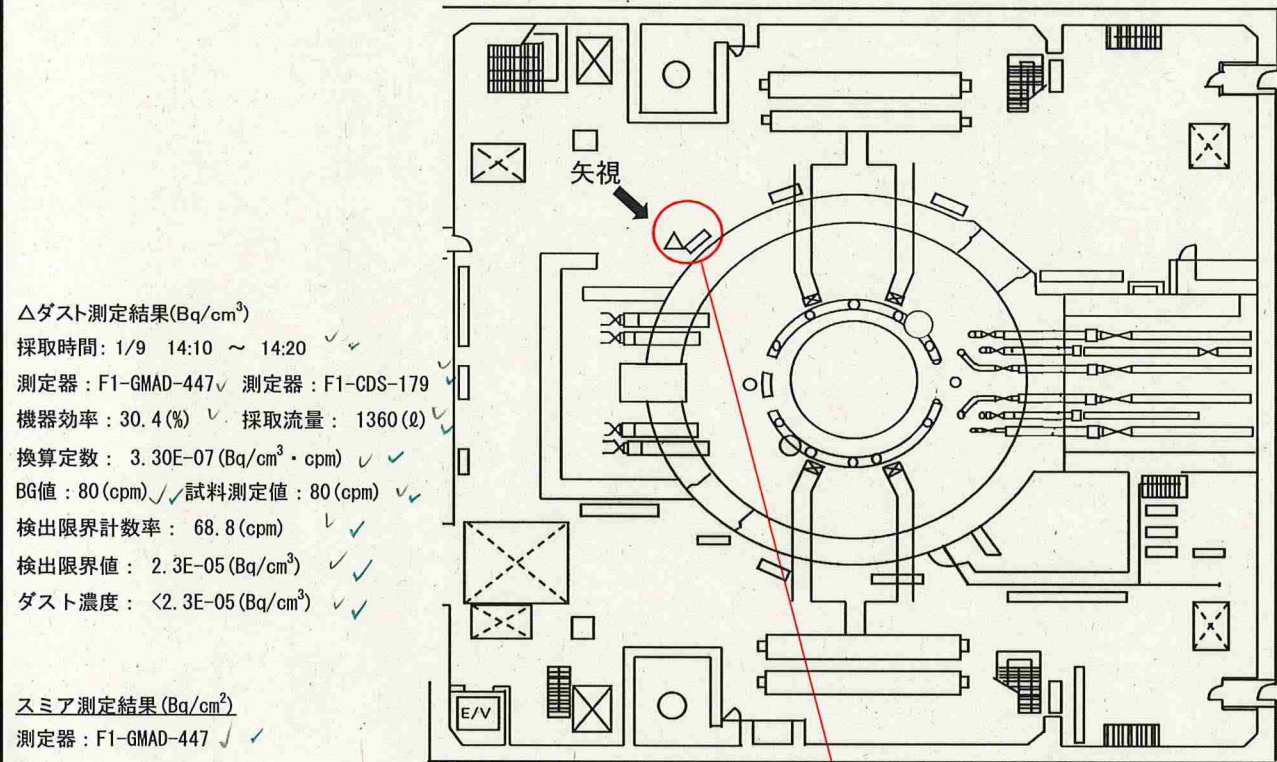 矢視
△ダスト測定結果(Bq/cm³)
採取時間: 1/9 14:10 ～ 14:20
測定器：F1-GMAD-447 測定器：F1-CDS-179
機器効率：30.4(%) 採取流量： 1360(ℓ)
換算定数： 3.30E-07(Bq/cm³・cpm)
BG値：80(cpm) 試料測定値：80(cpm)
検出限界計数率： 68.8(cpm)
検出限界値： 2.3E-05(Bq/cm³)
ダスト濃度： <2.3E-05(Bq/cm³)
スミア測定結果(Bq/cm²)
測定器：F1-GMAD-447
E/V